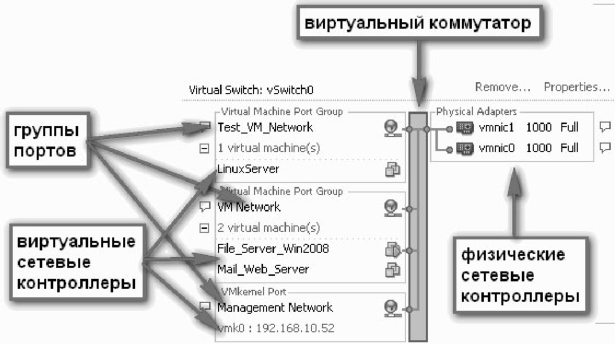 виртуальный коммутатор
Virtual Switch: vSwitch0
Remove...
Properties...
группы
портов
Virtual Machine Port Group
Test_VM_Network
1 virtual machine(s)
LinuxServer
Physical Adapters
vmnic1 1000 Full
vmnic0 1000 Full
Virtual Machine Port Group
VM Network
2 virtual machine(s)
File_Server_Win2008
Mail_Web_Server
виртуальные
сетевые
контроллеры
VMkernel Port
Management Network
vmk0 : 192.168.10.52
физические
сетевые
контроллеры